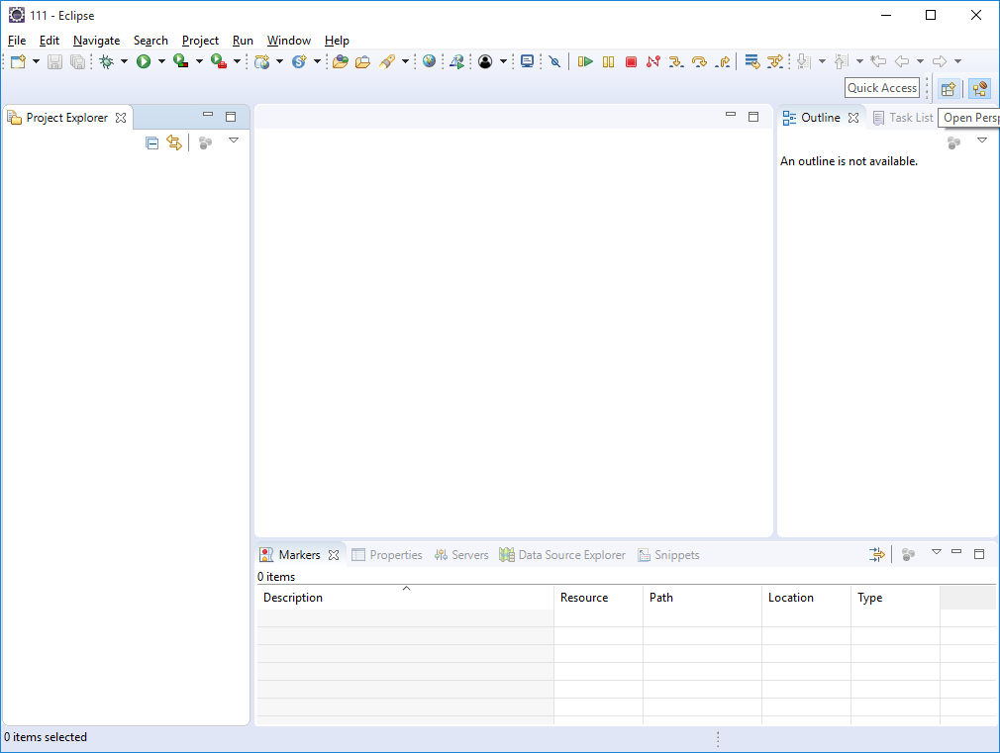 111 - Eclipse
File Edit Navigate Search Project Run Window Help
Quick Access
Project Explorer
Outline Task List Open Persp
An outline is not available.
Markers Properties Servers Data Source Explorer Snippets
0 items
Description Resource Path Location Type
0 items selected